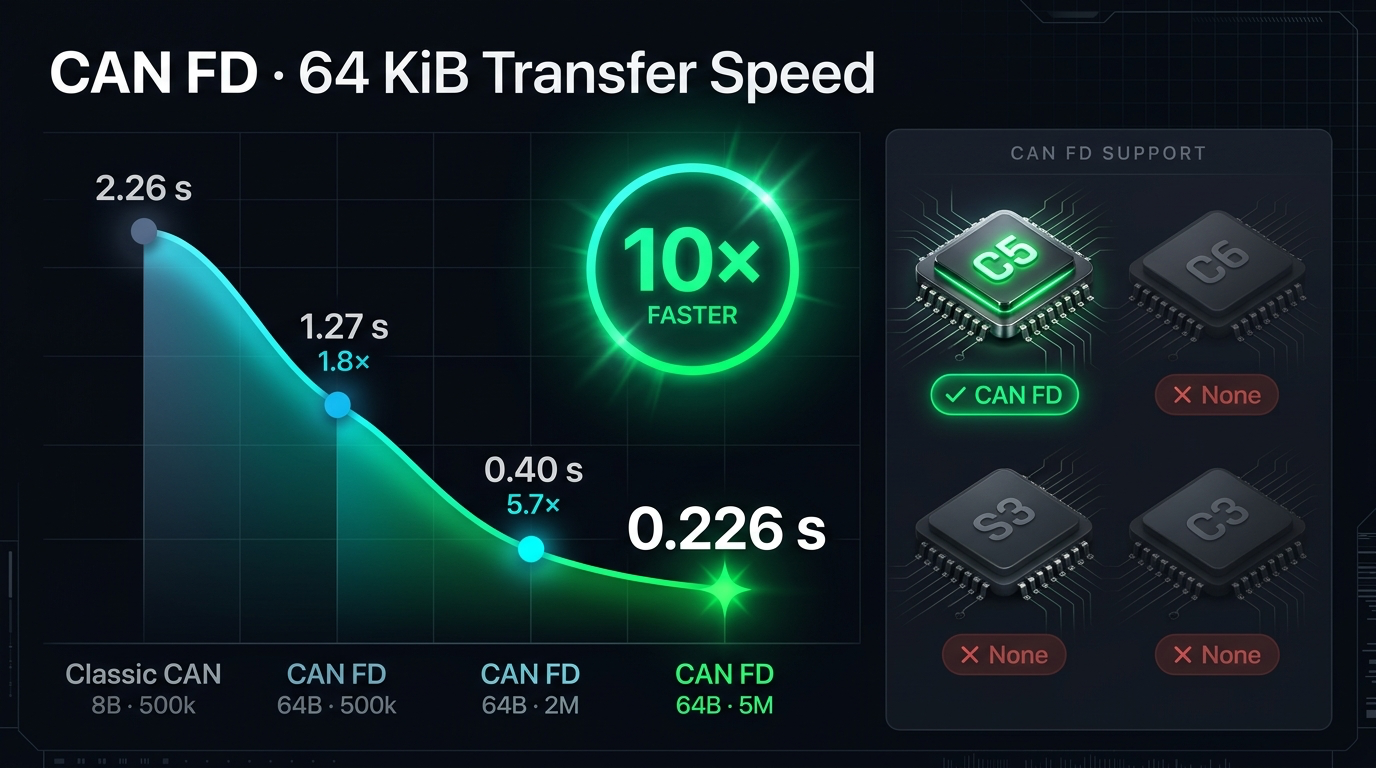 CAN FD · 64 KiB Transfer Speed
2.26 s
1.27 s
1.8×
0.40 s
5.7×
0.226 s
10×
FASTER
Classic CAN
8B · 500k
CAN FD
64B · 500k
CAN FD
64B · 2M
CAN FD
64B · 5M
CAN FD SUPPORT
C5
✓ CAN FD
C6
✕ None
S3
✕ None
C3
✕ None